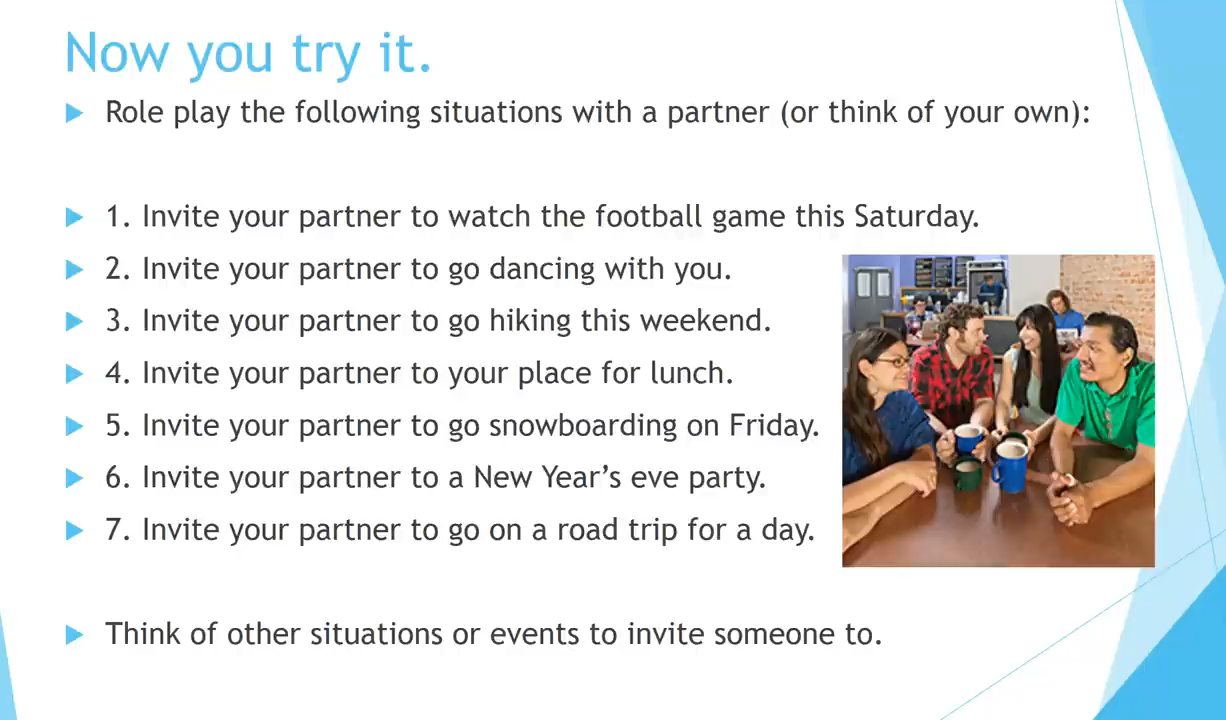 Now you try it.
Role play the following situations with a partner (or think of your own):
1. Invite your partner to watch the football game this Saturday.
2. Invite your partner to go dancing with you.
3. Invite your partner to go hiking this weekend.
4. Invite your partner to your place for lunch.
5. Invite your partner to go snowboarding on Friday.
6. Invite your partner to a New Year’s eve party.
7. Invite your partner to go on a road trip for a day.
Think of other situations or events to invite someone to.